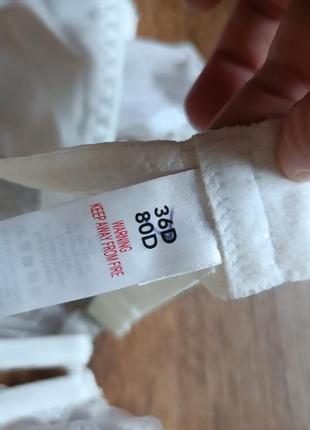 36D
80D
WARNING
KEEP AWAY FROM FIRE